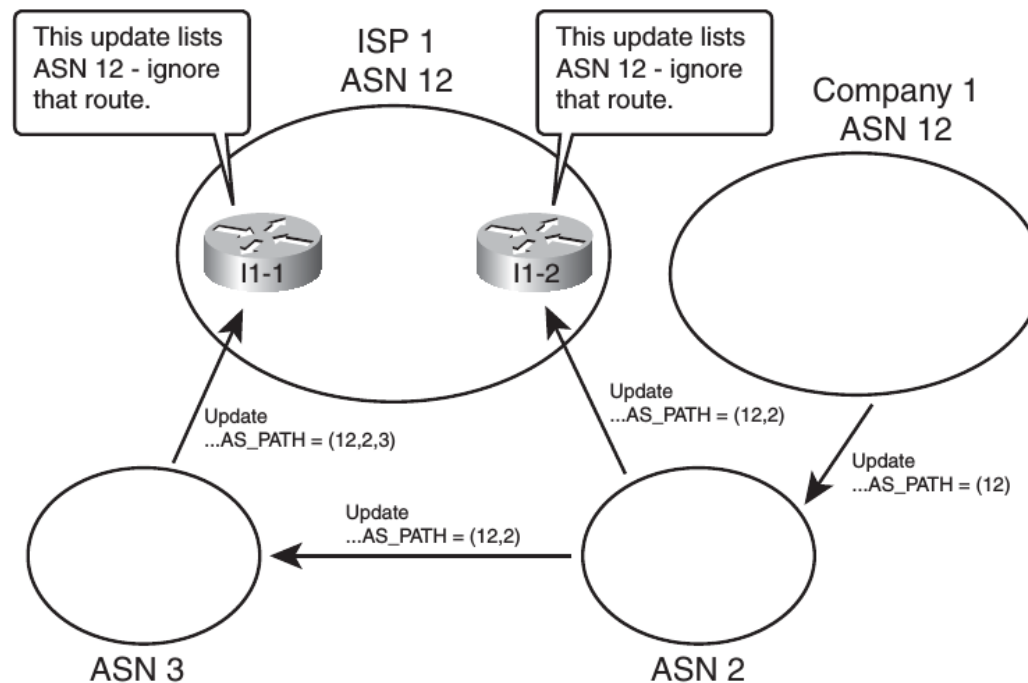 This update lists
ASN 12 - ignore
that route.
ISP 1
ASN 12
This update lists
ASN 12 - ignore
that route.
Company 1
ASN 12
I1-1
I1-2
Update
...AS_PATH = (12,2,3)
Update
...AS_PATH = (12,2)
Update
...AS_PATH = (12)
Update
...AS_PATH = (12,2)
ASN 3
ASN 2